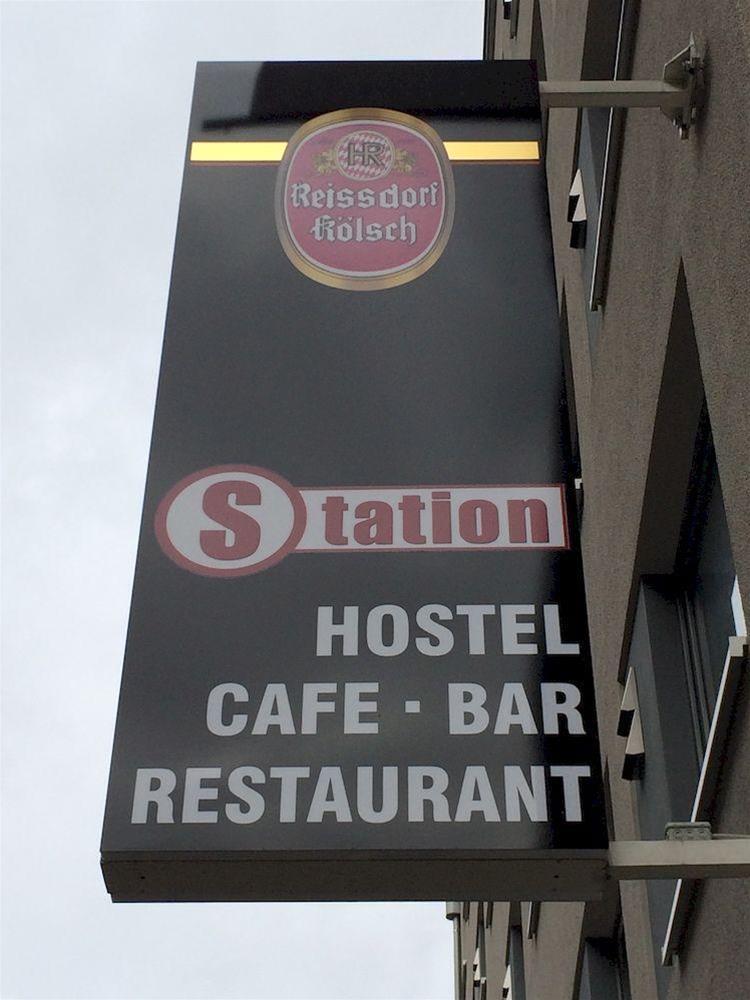 HR
Reissdorf
Kölsch
Station
HOSTEL
CAFE · BAR
RESTAURANT